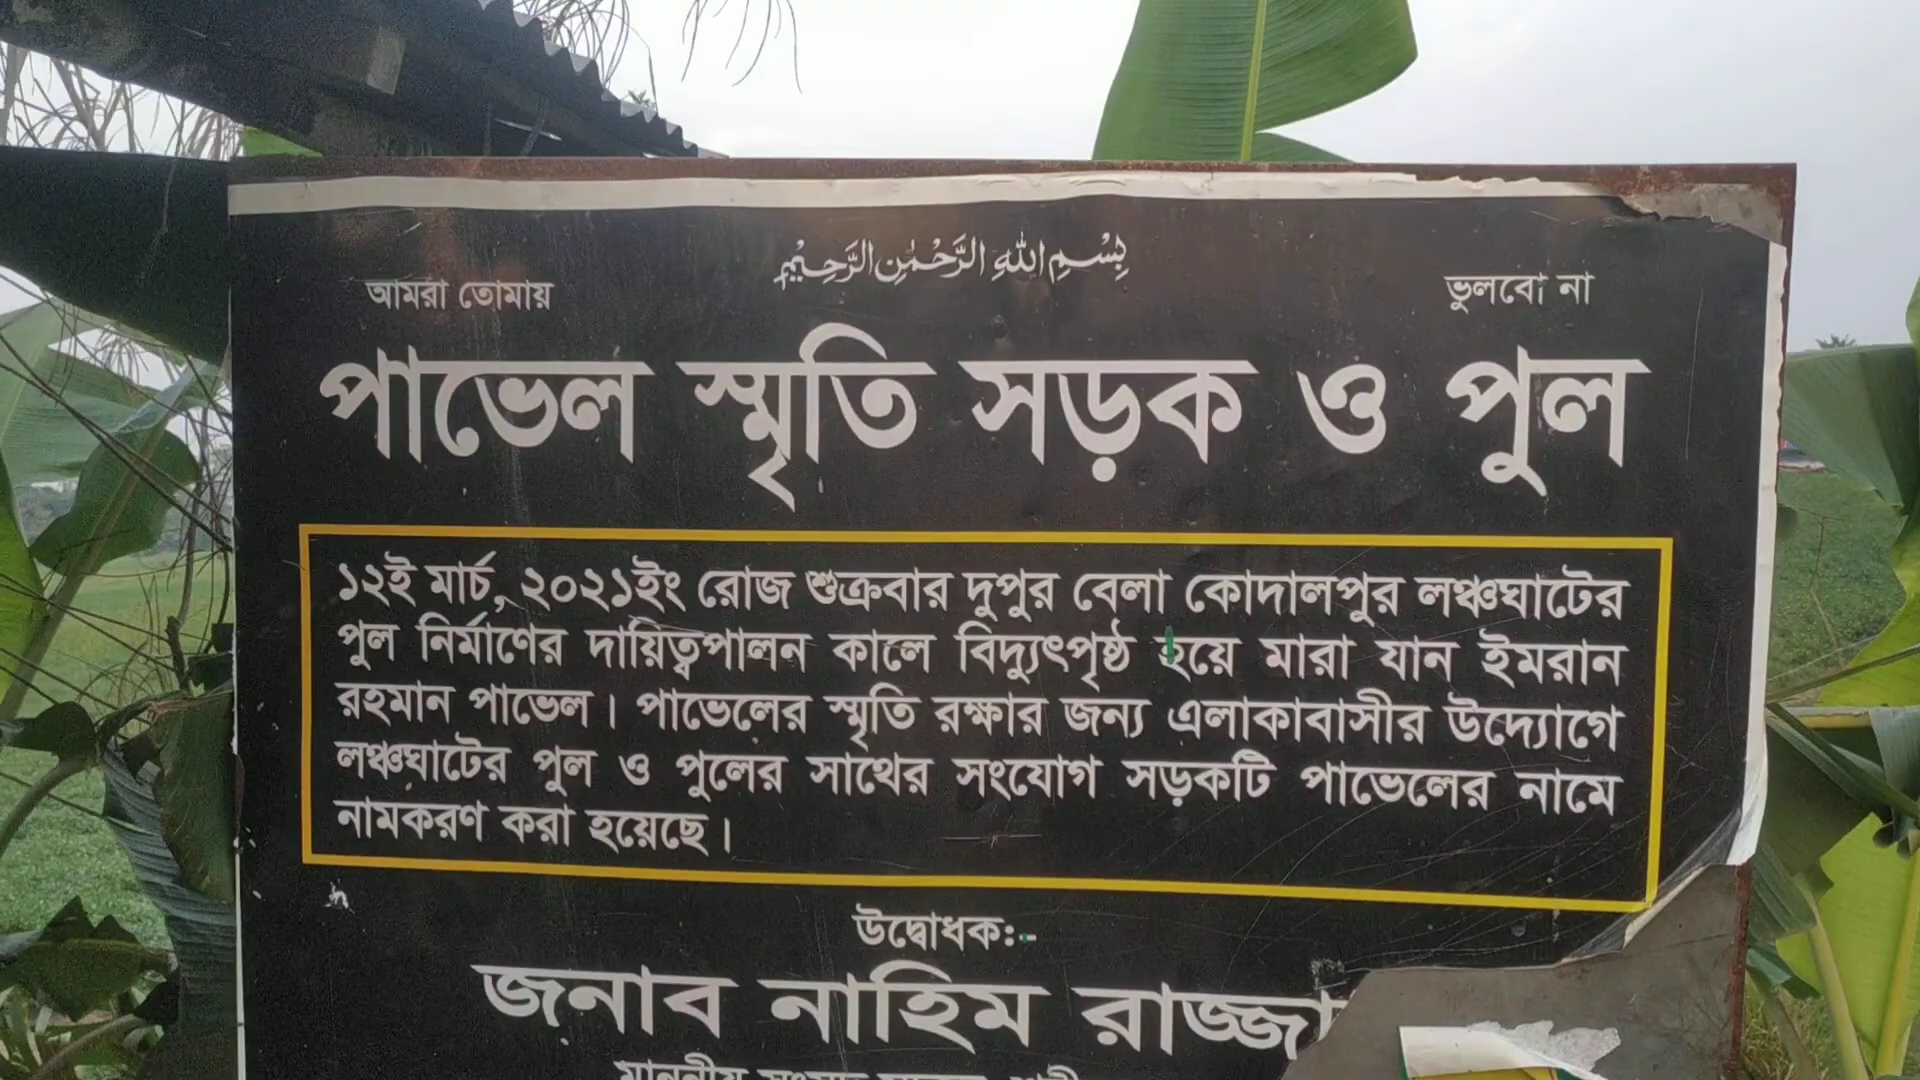 بِسْمِ اللهِ الرَّحْمٰنِ الرَّحِيْمِ
আমরা তোমায় ভুলবো না
পাভেল স্মৃতি সড়ক ও পুল
১২ই মার্চ, ২০২১ইং রোজ শুক্রবার দুপুর বেলা কোদালপুর লঞ্চঘাটের
পুল নির্মাণের দায়িত্বপালন কালে বিদ্যুৎপৃষ্ঠ হয়ে মারা যান ইমরান
রহমান পাভেল। পাভেলের স্মৃতি রক্ষার জন্য এলাকাবাসীর উদ্যোগে
লঞ্চঘাটের পুল ও পুলের সাথের সংযোগ সড়কটি পাভেলের নামে
নামকরণ করা হয়েছে।
উদ্বোধক:-
জনাব নাহিম